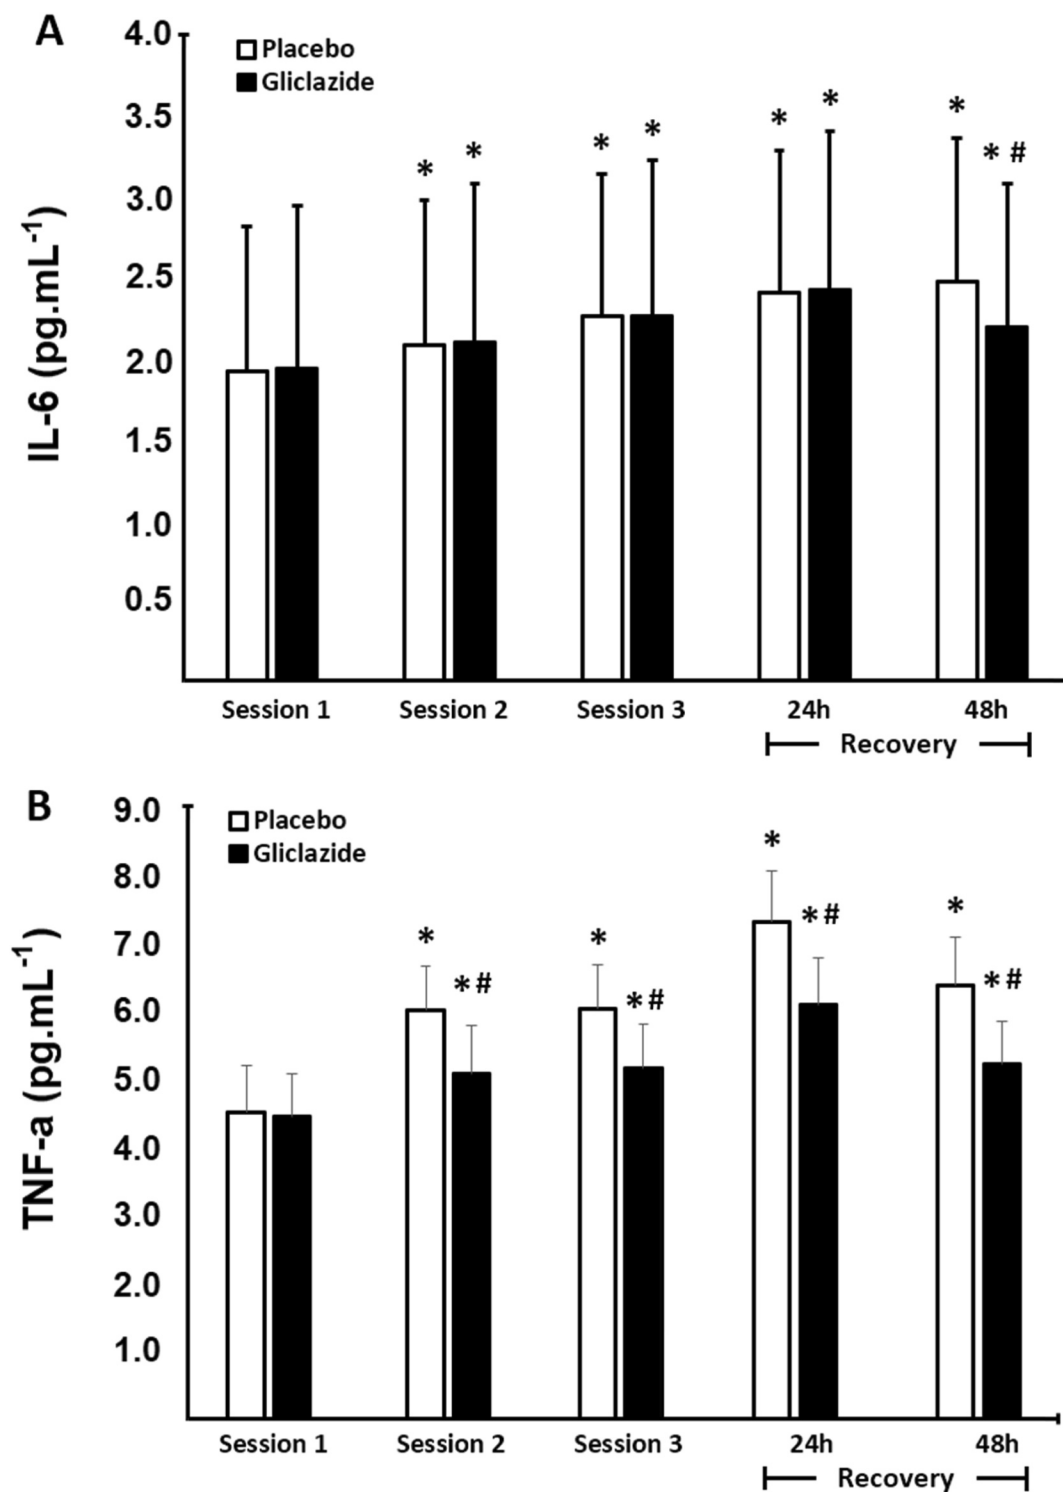 A
4.0
Placebo
Gliclazide
3.5
3.0
2.5
2.0
1.5
1.0
0.5
IL-6 (pg.mL-1)
* * * * * * * * #
Session 1 Session 2 Session 3 24h 48h
Recovery
B
9.0
Placebo
Gliclazide
8.0
7.0
6.0
5.0
4.0
3.0
2.0
1.0
TNF-a (pg.mL-1)
* *# * *# * *# * *#
Session 1 Session 2 Session 3 24h 48h
Recovery